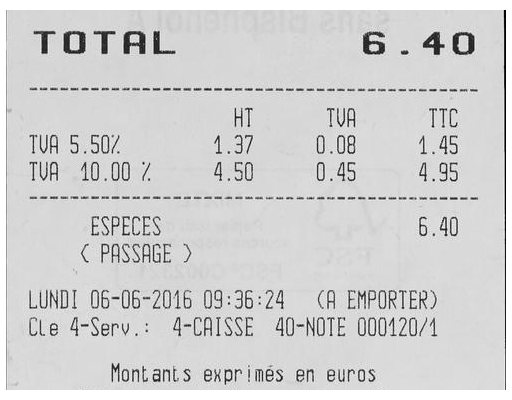 TOTAL 6.40
HT TVA TTC
TVA 5.50% 1.37 0.08 1.45
TVA 10.00 % 4.50 0.45 4.95
ESPECES 6.40
( PASSAGE )
LUNDI 06-06-2016 09:36:24 (A EMPORTER)
Cle 4-Serv.: 4-CAISSE 40-NOTE 000120/1
Montants exprimés en euros